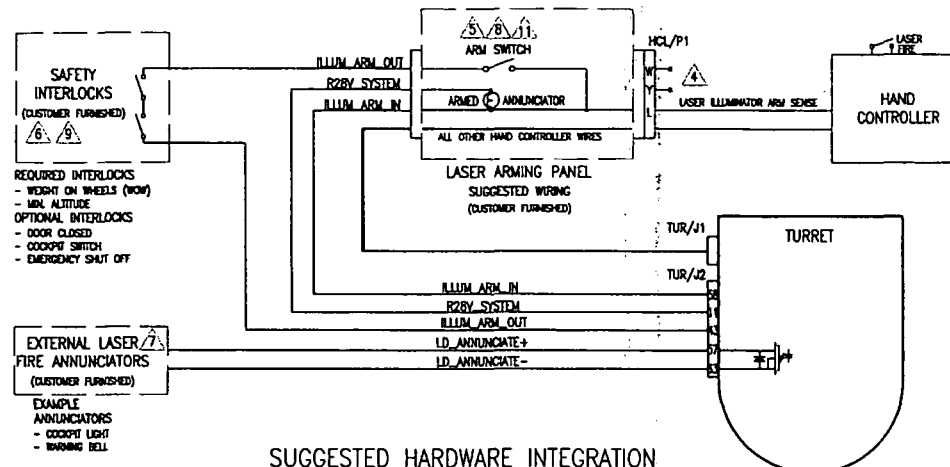 SAFETY
INTERLOCKS
(CUSTOMER FURNISHED)
6 9
REQUIRED INTERLOCKS
- WEIGHT ON WHEELS (WOW)
- MIN. ALTITUDE
OPTIONAL INTERLOCKS
- DOOR CLOSED
- COCKPIT SWITCH
- EMERGENCY SHUT OFF
ILLUM_ARM_OUT
R28V_SYSTEM
ILLUM_ARM_IN
5 8 11
ARM SWITCH
ARMED ANNUNCIATOR
ALL OTHER HAND CONTROLLER WIRES
LASER ARMING PANEL
SUGGESTED WIRING
(CUSTOMER FURNISHED)
HCL/P1
W
Y
L
4
LASER ILLUMINATOR ARM SENSE
LASER
FIRE
HAND
CONTROLLER
TUR/J1
TUR/J2
TURRET
ILLUM_ARM_IN
R28V_SYSTEM
ILLUM_ARM_OUT
LD_ANNUNCIATE+
LD_ANNUNCIATE-
EXTERNAL LASER 7
FIRE ANNUNCIATORS
(CUSTOMER FURNISHED)
EXAMPLE
ANNUNCIATORS
- COCKPIT LIGHT
- WARNING BELL
SUGGESTED HARDWARE INTEGRATION